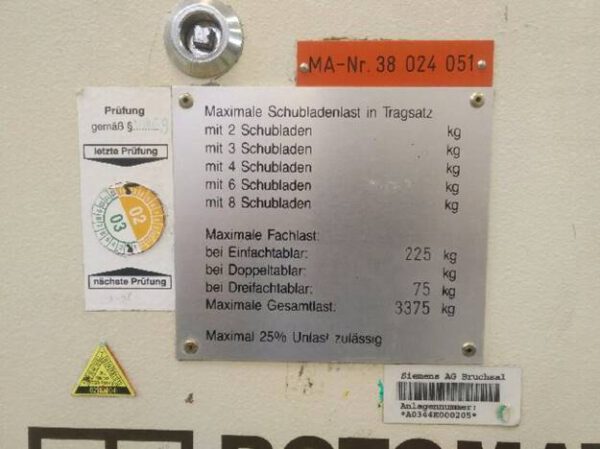 MA-Nr. 38 024 051
Prüfung
gemäß §
letzte Prüfung
02
03
nächste Prüfung
Maximale Schubladenlast in Tragsatz
mit 2 Schubladen kg
mit 3 Schubladen kg
mit 4 Schubladen kg
mit 6 Schubladen kg
mit 8 Schubladen kg
Maximale Fachlast:
bei Einfachtablar: 225 kg
bei Doppeltablar: kg
bei Dreifachtablar: 75 kg
Maximale Gesamtlast: 3375 kg
Maximal 25% Unlast zulässig
Siemens AG Bruchsal
Anlagennummer:
*A0344E000205*
ROTOMA